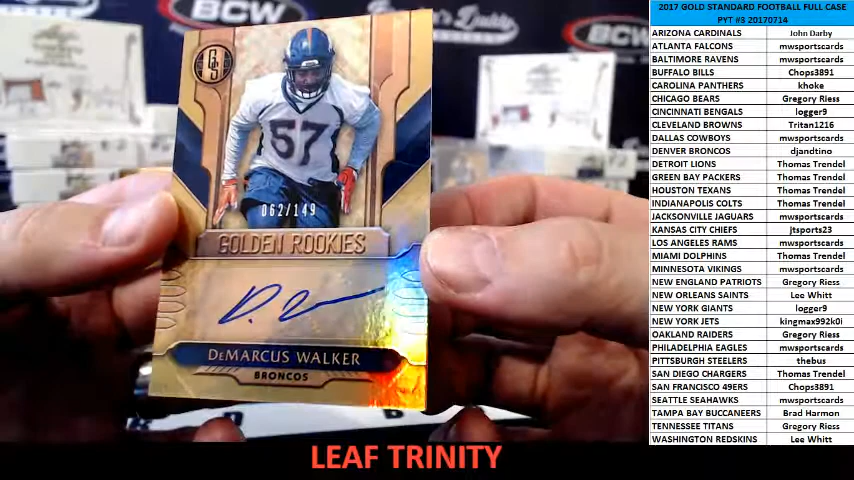 2017 GOLD STANDARD FOOTBALL FULL CASE
PYT #3 20170714
ARIZONA CARDINALS John Darby
ATLANTA FALCONS mwsportscards
BALTIMORE RAVENS mwsportscards
BUFFALO BILLS Chops3891
CAROLINA PANTHERS khoke
CHICAGO BEARS Gregory Riess
CINCINNATI BENGALS logger9
CLEVELAND BROWNS Tritan1216
DALLAS COWBOYS mwsportscards
DENVER BRONCOS djandtino
DETROIT LIONS Thomas Trendel
GREEN BAY PACKERS Thomas Trendel
HOUSTON TEXANS Thomas Trendel
INDIANAPOLIS COLTS Thomas Trendel
JACKSONVILLE JAGUARS mwsportscards
KANSAS CITY CHIEFS jtsports23
LOS ANGELES RAMS mwsportscards
MIAMI DOLPHINS Thomas Trendel
MINNESOTA VIKINGS mwsportscards
NEW ENGLAND PATRIOTS Gregory Riess
NEW ORLEANS SAINTS Lee Whitt
NEW YORK GIANTS logger9
NEW YORK JETS kingmax992k0i
OAKLAND RAIDERS Gregory Riess
PHILADELPHIA EAGLES mwsportscards
PITTSBURGH STEELERS thebus
SAN DIEGO CHARGERS Thomas Trendel
SAN FRANCISCO 49ERS Chops3891
SEATTLE SEAHAWKS mwsportscards
TAMPA BAY BUCCANEERS Brad Harmon
TENNESSEE TITANS Gregory Riess
WASHINGTON REDSKINS Lee Whitt
BCW
BCW
GS
57
062/149
GOLDEN ROOKIES
DEMARCUS WALKER
BRONCOS
LEAF TRINITY